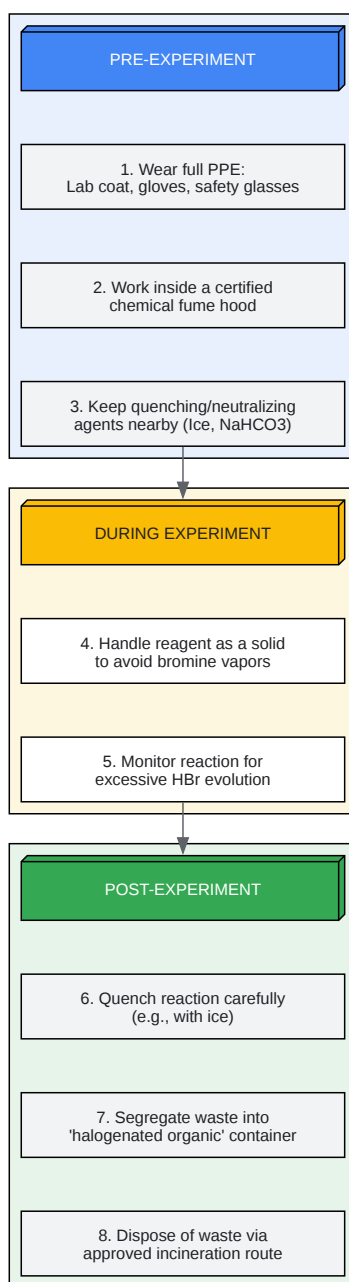 PRE-EXPERIMENT
1. Wear full PPE:
Lab coat, gloves, safety glasses
2. Work inside a certified
chemical fume hood
3. Keep quenching/neutralizing
agents nearby (Ice, NaHCO3)
DURING EXPERIMENT
4. Handle reagent as a solid
to avoid bromine vapors
5. Monitor reaction for
excessive HBr evolution
POST-EXPERIMENT
6. Quench reaction carefully
(e.g., with ice)
7. Segregate waste into
'halogenated organic' container
8. Dispose of waste via
approved incineration route